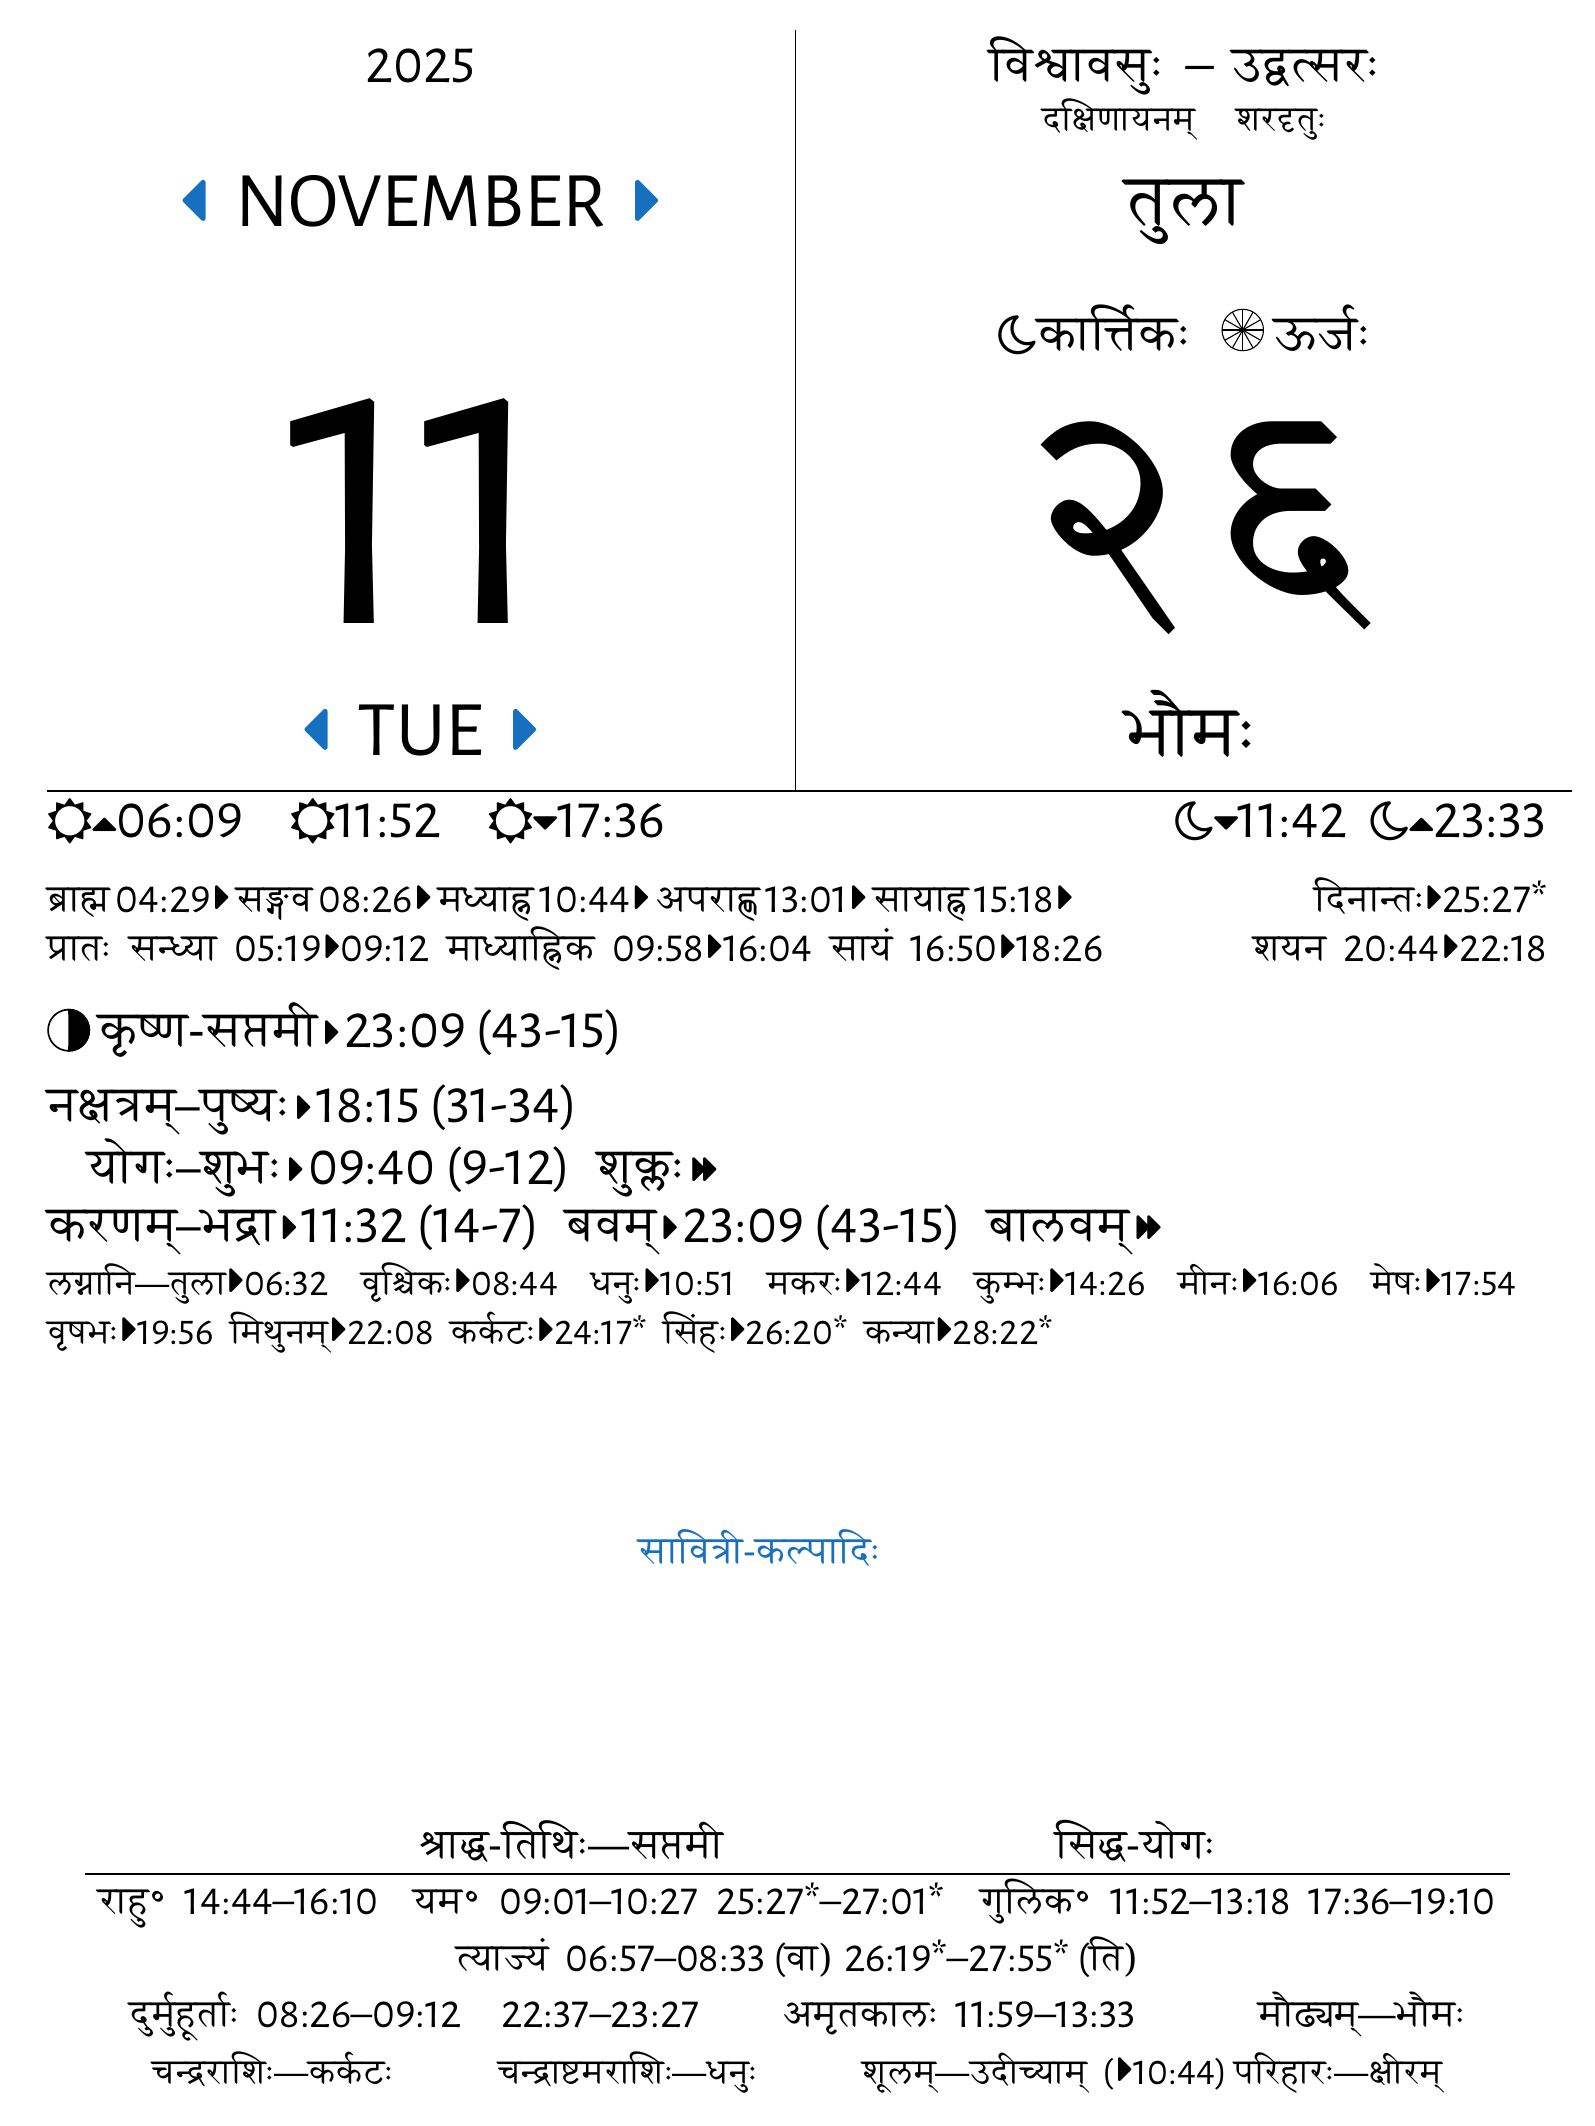 2025
NOVEMBER
11
TUE
विश्वावसुः – उद्वत्सरः
दक्षिणायनम् शरदृतुः
तुला
कार्त्तिकः ऊर्जः
२६
भौमः
06:09 11:52 17:36 11:42 23:33
ब्राह्म 04:29 सङ्गव 08:26 मध्याह्न 10:44 अपराह्ण 13:01 सायाह्न 15:18 दिनान्तः 25:27*
प्रातः सन्ध्या 05:19 09:12 माध्याह्निक 09:58 16:04 सायं 16:50 18:26 शयन 20:44 22:18
कृष्ण-सप्तमी 23:09 (43-15)
नक्षत्रम्–पुष्यः 18:15 (31-34)
योगः–शुभः 09:40 (9-12) शुक्लः
करणम्–भद्रा 11:32 (14-7) बवम् 23:09 (43-15) बालवम्
लग्नानि—तुला 06:32 वृश्चिकः 08:44 धनुः 10:51 मकरः 12:44 कुम्भः 14:26 मीनः 16:06 मेषः 17:54
वृषभः 19:56 मिथुनम् 22:08 कर्कटः 24:17* सिंहः 26:20* कन्या 28:22*
सावित्री-कल्पादिः
श्राद्ध-तिथिः—सप्तमी सिद्ध-योगः
राहु° 14:44–16:10 यम° 09:01–10:27 25:27*–27:01* गुलिक° 11:52–13:18 17:36–19:10
त्याज्यं 06:57–08:33 (वा) 26:19*–27:55* (ति)
दुर्मुहूर्ताः 08:26–09:12 22:37–23:27 अमृतकालः 11:59–13:33 मौढ्यम्—भौमः
चन्द्रराशिः—कर्कटः चन्द्राष्टमराशिः—धनुः शूलम्—उदीच्याम् (10:44) परिहारः—क्षीरम्